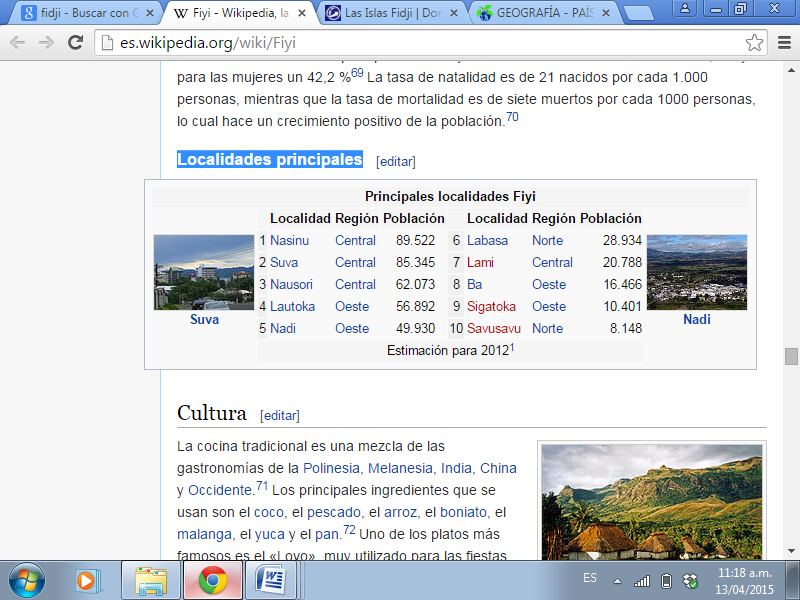 fidji - Buscar con G
Fiyi - Wikipedia, la
Las Islas Fidji | Dor
GEOGRAFÍA - PAÍS
es.wikipedia.org/wiki/Fiyi
para las mujeres un 42,2 %69 La tasa de natalidad es de 21 nacidos por cada 1.000
personas, mientras que la tasa de mortalidad es de siete muertos por cada 1000 personas,
lo cual hace un crecimiento positivo de la población.70
Localidades principales [editar]
Principales localidades Fiyi
Localidad Región Población Localidad Región Población
1 Nasinu Central 89.522 6 Labasa Norte 28.934
2 Suva Central 85.345 7 Lami Central 20.788
3 Nausori Central 62.073 8 Ba Oeste 16.466
4 Lautoka Oeste 56.892 9 Sigatoka Oeste 10.401
5 Nadi Oeste 49.930 10 Savusavu Norte 8.148
Suva
Nadi
Estimación para 20121
Cultura [editar]
La cocina tradicional es una mezcla de las
gastronomías de la Polinesia, Melanesia, India, China
y Occidente.71 Los principales ingredientes que se
usan son el coco, el pescado, el arroz, el boniato, el
malanga, el yuca y el pan.72 Uno de los platos más
famosos es el «Lovo», muy utilizado para las fiestas
ES
11:18 a.m.
13/04/2015